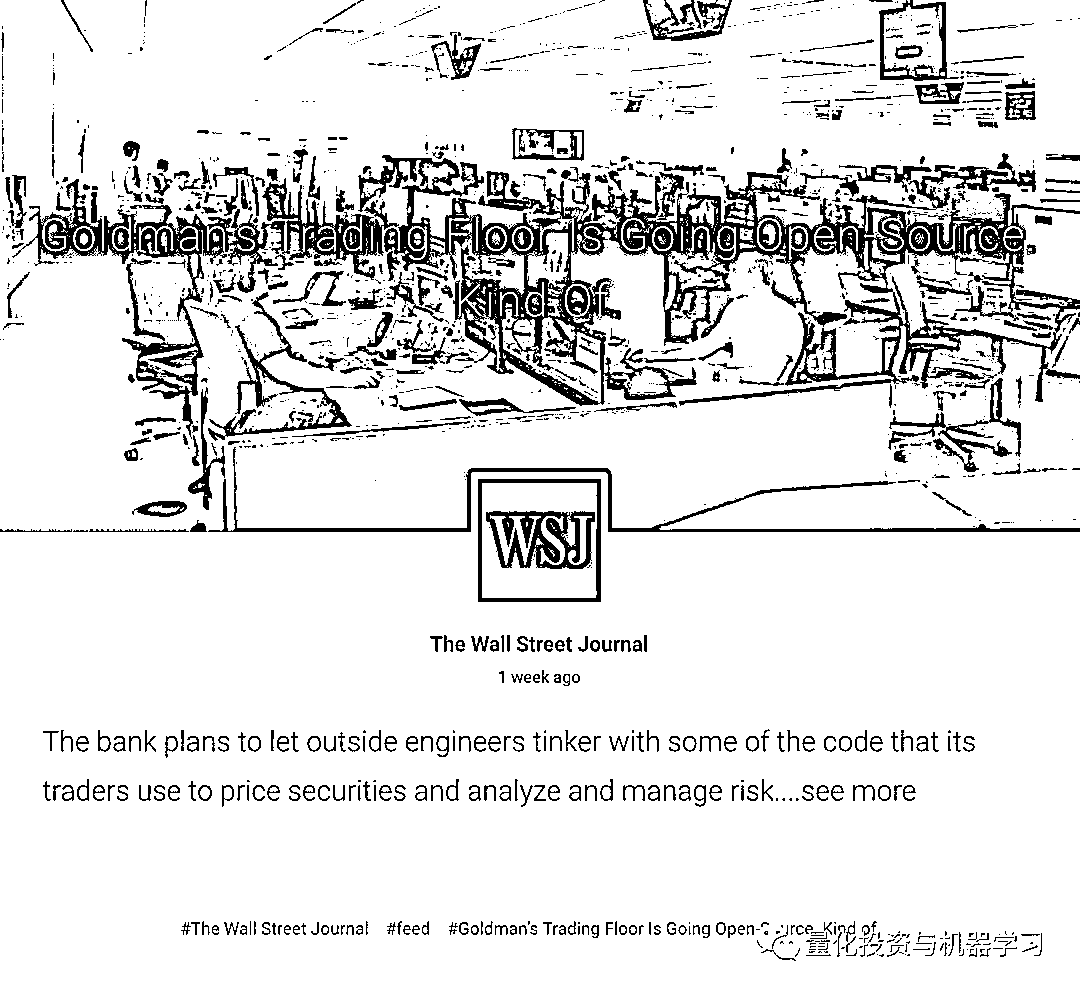 Goldman's Trading Floor Is Going Open-Source.
Kind Of.
WSJ
The Wall Street Journal
1 week ago
The bank plans to let outside engineers tinker with some of the code that its
traders use to price securities and analyze and manage risk....see more
#The Wall Street Journal #feed #Goldman's Trading Floor Is Going Open-Source. Kind of
量化投资与机器学习